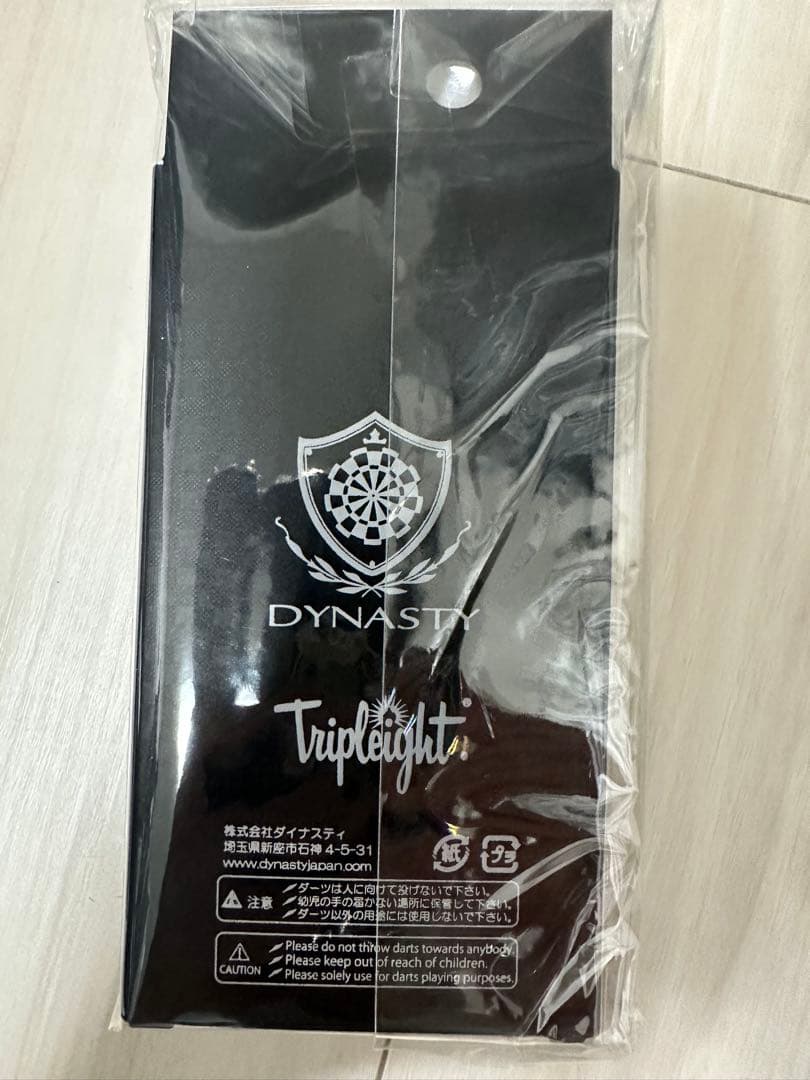 DYNASTY
Tripleight®
株式会社ダイナスティ
埼玉県新座市石神 4-5-31
www.dynastyjapan.com
紙
プラ
注意
ダーツは人に向けて投げないで下さい。
幼児の手の届かない場所に保管して下さい。
ダーツ以外の用途には使用しないで下さい。
CAUTION
Please do not throw darts towards anybody.
Please keep out of reach of children.
Please solely use for darts playing purposes.